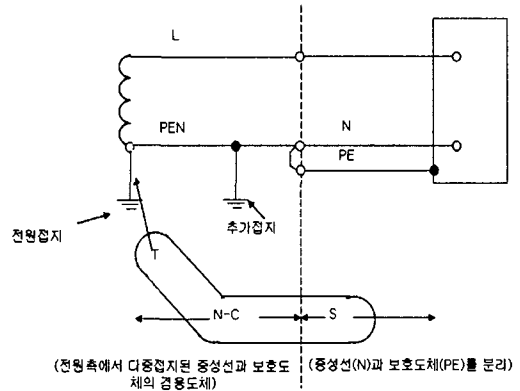 L
PEN
N
PE
전원접지
추가접지
T
N-C
S
(전원측에서 다중접지된 중성선과 보호도
체의 겸용도체)
(중성선(N)과 보호도체(PE)를 분리)